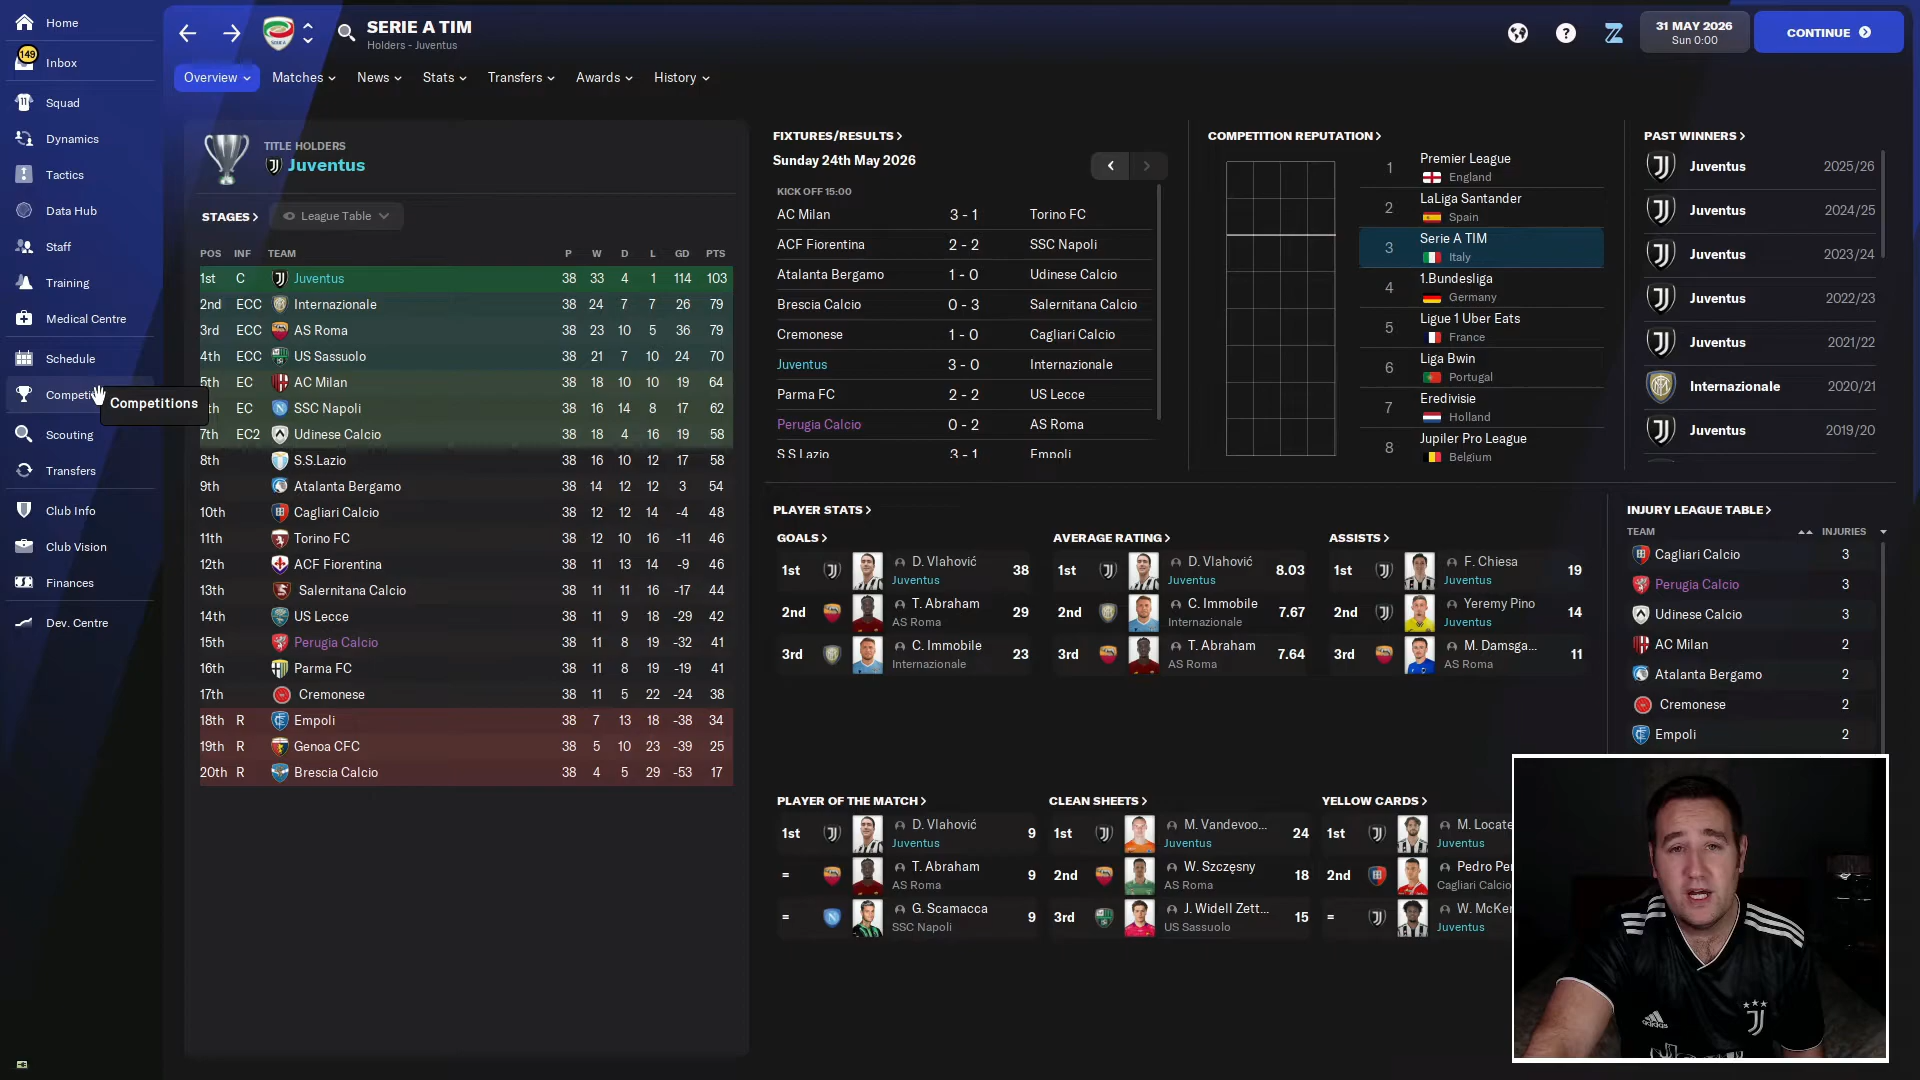 Home
149
Inbox
Squad
Dynamics
Tactics
Data Hub
Staff
Training
Medical Centre
Schedule
Competitions
Scouting
Transfers
Club Info
Club Vision
Finances
Dev. Centre
SERIE A TIM
Holders - Juventus
31 MAY 2026
Sun 0:00
CONTINUE
Overview Matches News Stats Transfers Awards History
TITLE HOLDERS
Juventus
STAGES League Table
POS INF TEAM P W D L GD PTS
1st C Juventus 38 33 4 1 114 103
2nd ECC Internazionale 38 24 7 7 26 79
3rd ECC AS Roma 38 23 10 5 36 79
4th ECC US Sassuolo 38 21 7 10 24 70
5th EC AC Milan 38 18 10 10 19 64
th EC SSC Napoli 38 16 14 8 17 62
7th EC2 Udinese Calcio 38 18 4 16 19 58
8th S.S.Lazio 38 16 10 12 17 58
9th Atalanta Bergamo 38 14 12 12 3 54
10th Cagliari Calcio 38 12 12 14 -4 48
11th Torino FC 38 12 10 16 -11 46
12th ACF Fiorentina 38 11 13 14 -9 46
13th Salernitana Calcio 38 11 11 16 -17 44
14th US Lecce 38 11 9 18 -29 42
15th Perugia Calcio 38 11 8 19 -32 41
16th Parma FC 38 11 8 19 -19 41
17th Cremonese 38 11 5 22 -24 38
18th R Empoli 38 7 13 18 -38 34
19th R Genoa CFC 38 5 10 23 -39 25
20th R Brescia Calcio 38 4 5 29 -53 17
FIXTURES/RESULTS
Sunday 24th May 2026
KICK OFF 15:00
AC Milan 3 - 1 Torino FC
ACF Fiorentina 2 - 2 SSC Napoli
Atalanta Bergamo 1 - 0 Udinese Calcio
Brescia Calcio 0 - 3 Salernitana Calcio
Cremonese 1 - 0 Cagliari Calcio
Juventus 3 - 0 Internazionale
Parma FC 2 - 2 US Lecce
Perugia Calcio 0 - 2 AS Roma
S.S.Lazio 3 - 1 Empoli
COMPETITION REPUTATION
1 Premier League
England
2 LaLiga Santander
Spain
3 Serie A TIM
Italy
4 1.Bundesliga
Germany
5 Ligue 1 Uber Eats
France
6 Liga Bwin
Portugal
7 Eredivisie
Holland
8 Jupiler Pro League
Belgium
PAST WINNERS
Juventus 2025/26
Juventus 2024/25
Juventus 2023/24
Juventus 2022/23
Juventus 2021/22
Internazionale 2020/21
Juventus 2019/20
PLAYER STATS
GOALS
1st D. Vlahović 38
Juventus
2nd T. Abraham 29
AS Roma
3rd C. Immobile 23
Internazionale
AVERAGE RATING
1st D. Vlahović 8.03
Juventus
2nd C. Immobile 7.67
Internazionale
3rd T. Abraham 7.64
AS Roma
ASSISTS
1st F. Chiesa 19
Juventus
2nd Yeremy Pino 14
Juventus
3rd M. Damsga... 11
AS Roma
INJURY LEAGUE TABLE
TEAM INJURIES
Cagliari Calcio 3
Perugia Calcio 3
Udinese Calcio 3
AC Milan 2
Atalanta Bergamo 2
Cremonese 2
Empoli 2
PLAYER OF THE MATCH
1st D. Vlahović 9
Juventus
= T. Abraham 9
AS Roma
= G. Scamacca 9
SSC Napoli
CLEAN SHEETS
1st M. Vandevoo... 24
Juventus
2nd W. Szczęsny 18
AS Roma
3rd J. Widell Zett... 15
US Sassuolo
YELLOW CARDS
1st M. Locate
Juventus
2nd Pedro Per
Cagliari Calcio
= W. McKen
Juventus
adidas